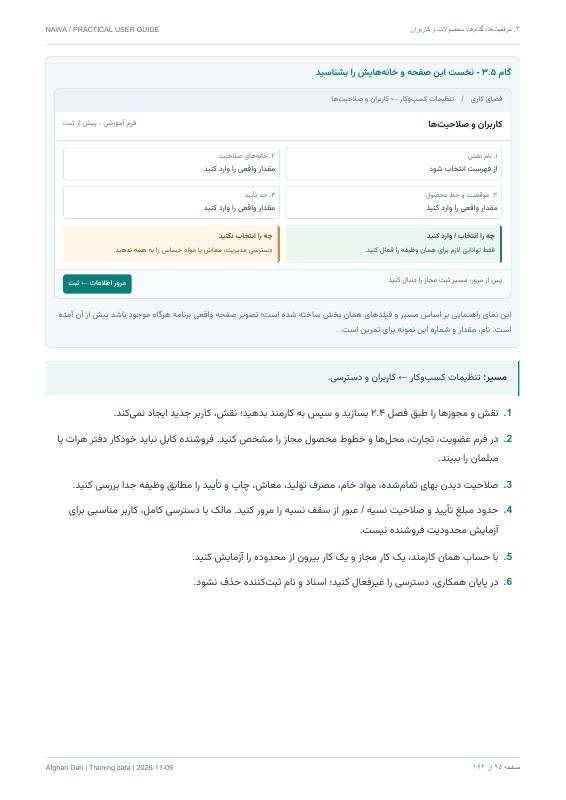 ۳. موقعیت‌ها، گدام‌ها، محصولات و کاربران
NAWA / PRACTICAL USER GUIDE
گام ۳.۵ - نخست این صفحه و خانه‌هایش را بشناسید
فضای کاری / تنظیمات کسب‌وکار ← کاربران و صلاحیت‌ها
کاربران و صلاحیت‌ها
فرم آموزشی - پیش از ثبت
۱. نام نقش
از فهرست انتخاب شود
۲. خانه‌های صلاحیت
مقدار واقعی را وارد کنید
۳. موقعیت و خط محصول
مقدار واقعی را وارد کنید
۴. حد تأیید
مقدار واقعی را وارد کنید
چه را انتخاب / وارد کنید
فقط توانایی لازم برای همان وظیفه را فعال کنید.
چه را انتخاب نکنید
دسترسی مدیریت، معاش یا مواد حساس را به همه ندهید.
پس از مرور، مسیر ثبت مجاز را دنبال کنید
مرور اطلاعات ← ثبت
این نمای راهنمایی بر اساس مسیر و فیلدهای همان بخش ساخته شده است؛ تصویر صفحه واقعی برنامه هرگاه موجود باشد پیش از آن آمده
است. نام، مقدار و شماره این نمونه برای تمرین است.
مسیر: تنظیمات کسب‌وکار ← کاربران و دسترسی.
1. نقش و مجوزها را طبق فصل ۲.۴ بسازید و سپس به کارمند بدهید؛ نقش، کاربر جدید ایجاد نمی‌کند.
2. در فرم عضویت، تجارت، محل‌ها و خطوط محصول مجاز را مشخص کنید. فروشنده کابل نباید خودکار دفتر هرات یا
مبلمان را ببیند.
3. صلاحیت دیدن بهای تمام‌شده، مواد خام، مصرف تولید، معاش، چاپ و تأیید را مطابق وظیفه جدا بررسی کنید.
4. حدود مبلغ تأیید و صلاحیت نسیه / عبور از سقف نسیه را مرور کنید. مالک با دسترسی کامل، کاربر مناسبی برای
آزمایش محدودیت فروشنده نیست.
5. با حساب همان کارمند، یک کار مجاز و یک کار بیرون از محدوده را آزمایش کنید.
6. در پایان همکاری، دسترسی را غیرفعال کنید؛ اسناد و نام ثبت‌کننده حذف نشود.
صفحه ۲۵ از ۱۹۴
Afghan Dari | Training data | 2026-11-09